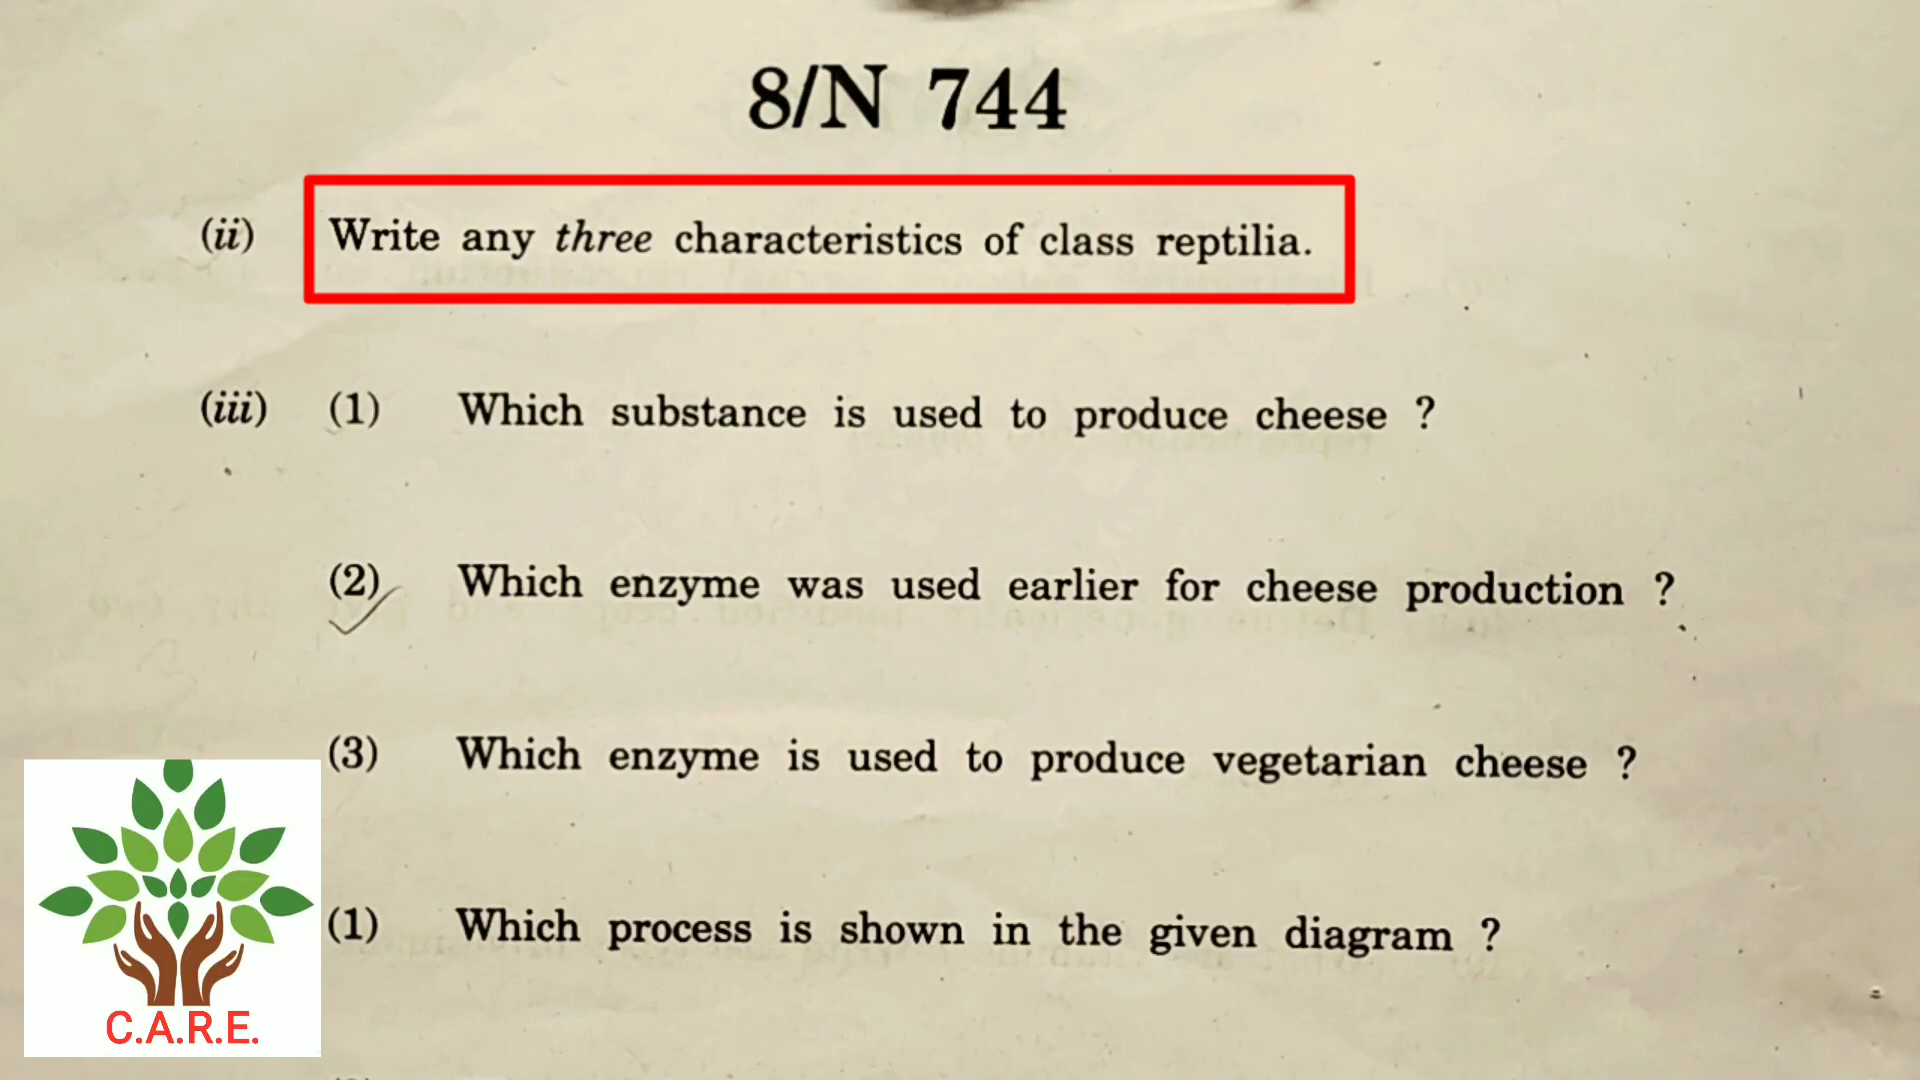 8/N 744
(ii) Write any three characteristics of class reptilia.
(iii) (1) Which substance is used to produce cheese ?
(2) Which enzyme was used earlier for cheese production ?
(3) Which enzyme is used to produce vegetarian cheese ?
(1) Which process is shown in the given diagram ?
C.A.R.E.